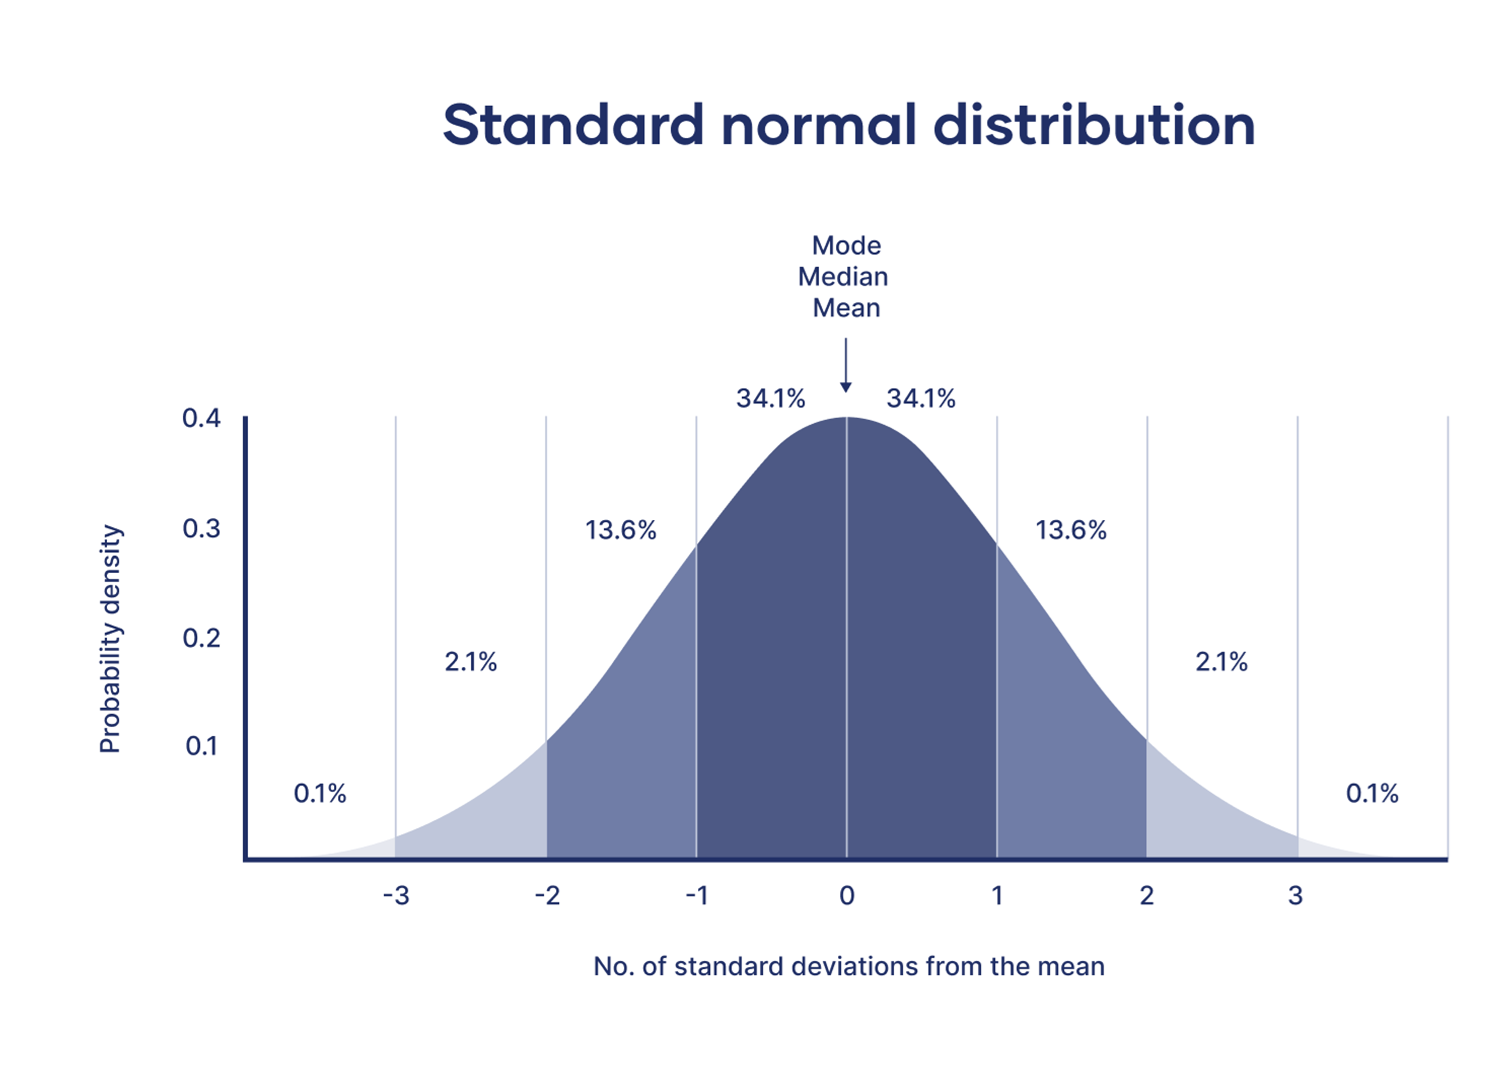 Standard normal distribution
Mode
Median
Mean
34.1% 34.1%
0.4
0.3
13.6% 13.6%
0.2
2.1% 2.1%
0.1
0.1% 0.1%
Probability density
-3 -2 -1 0 1 2 3
No. of standard deviations from the mean